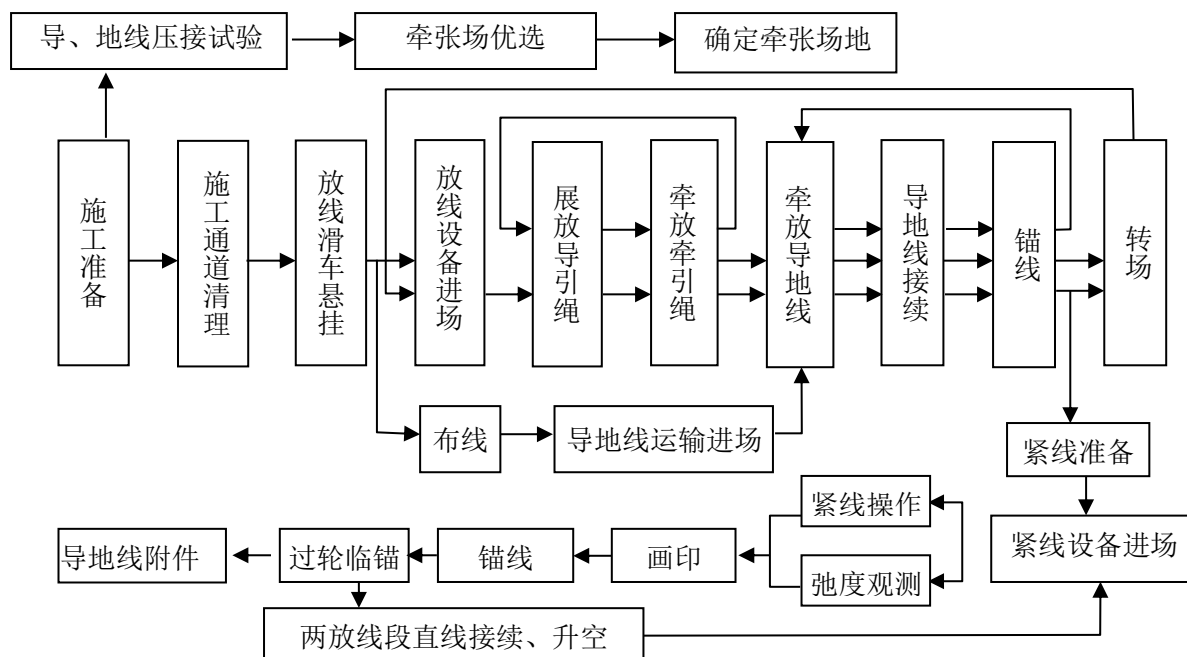 导、地线压接试验
牵张场优选
确定牵张场地
施工准备
施工通道清理
放线滑车悬挂
放线设备进场
展放导引绳
牵放牵引绳
牵放导地线
导地线接续
锚线
转场
布线
导地线运输进场
紧线准备
紧线操作
导地线附件
过轮临锚
锚线
画印
紧线设备进场
弛度观测
两放线段直线接续、升空